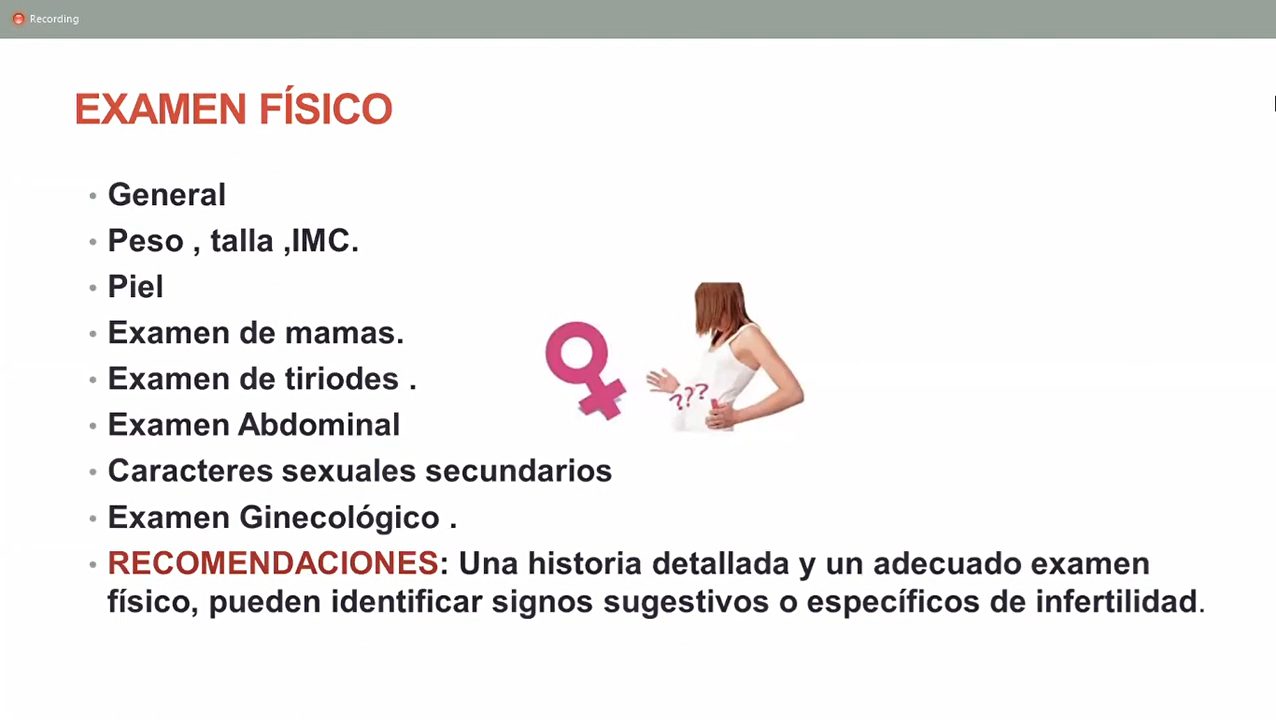 Recording
EXAMEN FÍSICO
• General
• Peso , talla ,IMC.
• Piel
• Examen de mamas.
• Examen de tiriodes .
• Examen Abdominal
• Caracteres sexuales secundarios
• Examen Ginecológico .
• RECOMENDACIONES: Una historia detallada y un adecuado examen
físico, pueden identificar signos sugestivos o específicos de infertilidad.
???